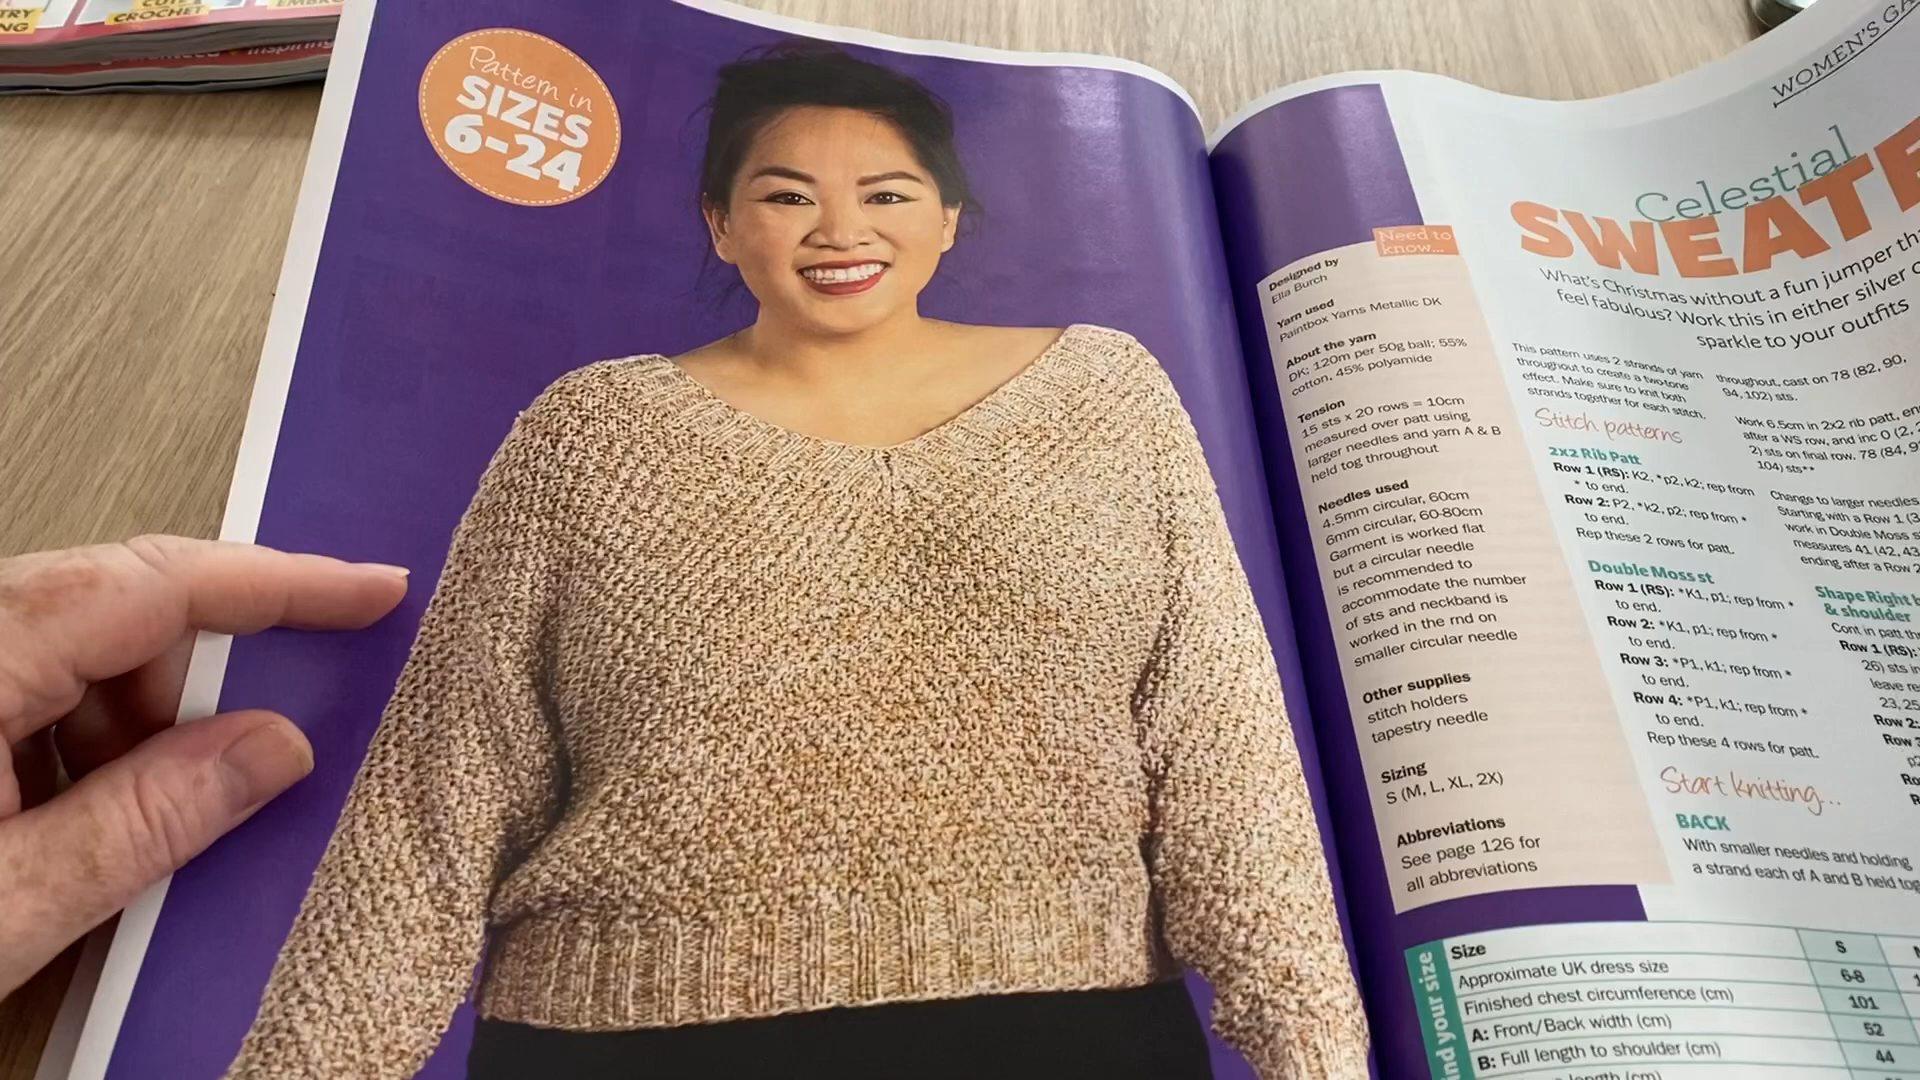 CROCHET
Pattern in
SIZES
6-24
WOMEN'S
Celestial
What's Christmas without a fun jumper
feel fabulous? Work this in either silver
sparkle to your outfits
Need to
know...
Designed by
Ella Burch
Yarn used
Paintbox Yarns Metallic DK
About the yarn
DK; 120m per 50g ball; 55%
cotton, 45% polyamide
Tension
15 sts x 20 rows = 10cm
measured over patt using
larger needles and yarn A & B
held tog throughout
Needles used
4.5mm circular, 60cm
6mm circular, 60-80cm
Garment is worked flat
but a circular needle
is recommended to
accommodate the number
of sts and neckband is
worked in the rnd on
smaller circular needle
Other supplies
stitch holders
tapestry needle
Sizing
S (M, L, XL, 2X)
Abbreviations
See page 126 for
all abbreviations
This pattern uses 2 strands of yarn
throughout to create a two-tone
effect. Make sure to knit both
strands together for each stitch.
Stitch patterns
2x2 Rib Patt
Row 1 (RS): K2, *p2, k2; rep from
* to end.
Row 2: P2, *k2, p2; rep from *
to end.
Rep these 2 rows for patt.
Double Moss st
Row 1 (RS): *K1, p1; rep from *
to end.
Row 2: *K1, p1; rep from *
to end.
Row 3: *P1, k1; rep from *
to end.
Row 4: *P1, k1; rep from *
to end.
Rep these 4 rows for patt.
Start knitting...
BACK
With smaller needles and holding
a strand each of A and B held
throughout, cast on 78 (82, 90,
94, 102) sts.
Work 6.5cm in 2x2 rib patt,
after a WS row, and inc 0 (2,
2) sts on final row. 78 (84,
104) sts**
Change to larger needles
Starting with a Row 1
work in Double Moss
measures 41 (42, 43
ending after a Row
Shape Right
& shoulder
Cont in patt
Row 1 (RS):
26) sts in
leave
23, 25
Row 2:
Row
Size S
Approximate UK dress size 6-8
Finished chest circumference (cm) 101
A: Front/Back width (cm) 52
B: Full length to shoulder (cm) 44
length (cm)
your size